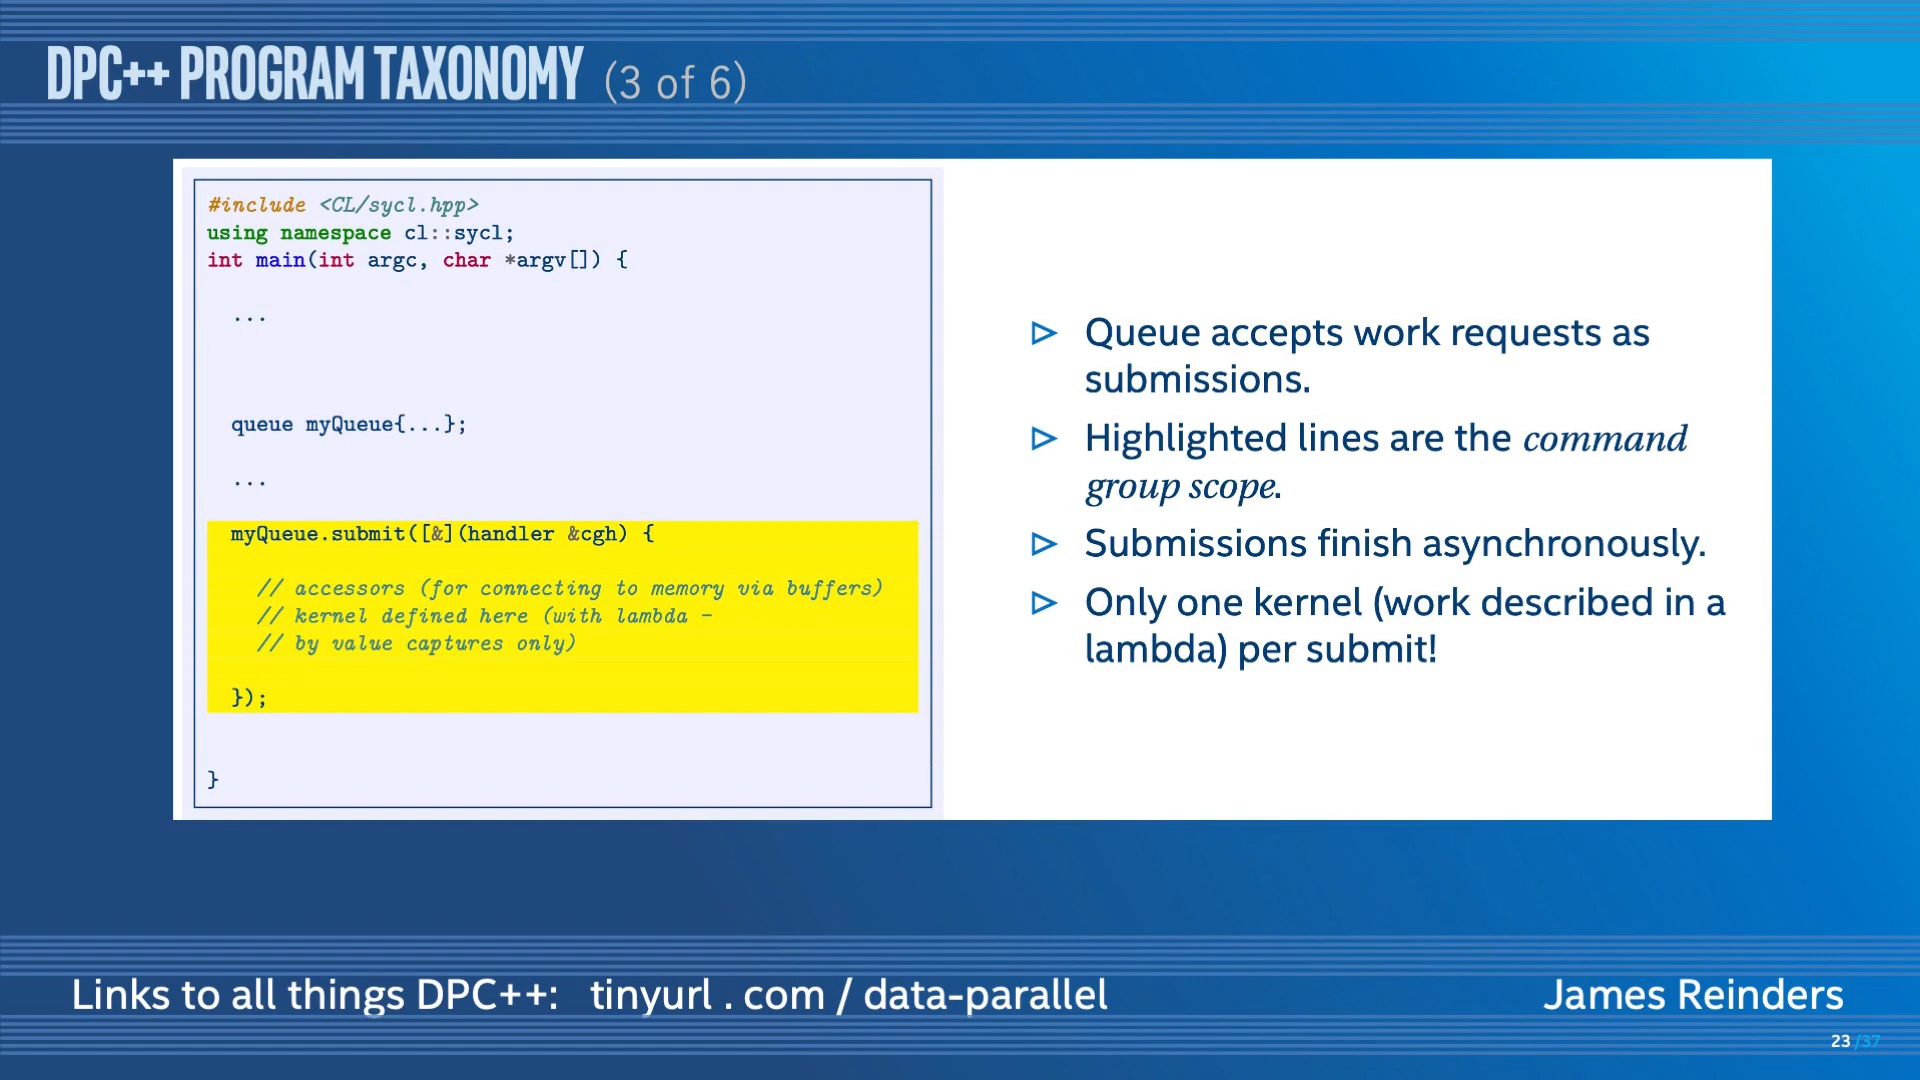 DPC++ PROGRAM TAXONOMY (3 of 6)
#include <CL/sycl.hpp>
using namespace cl::sycl;
int main(int argc, char *argv[]) {
...
queue myQueue{...};
...
myQueue.submit([&](handler &cgh) {
// accessors (for connecting to memory via buffers)
// kernel defined here (with lambda –
// by value captures only)
});
}
▷ Queue accepts work requests as
submissions.
▷ Highlighted lines are the command
group scope.
▷ Submissions finish asynchronously.
▷ Only one kernel (work described in a
lambda) per submit!
Links to all things DPC++: tinyurl . com / data-parallel
James Reinders
23 /37